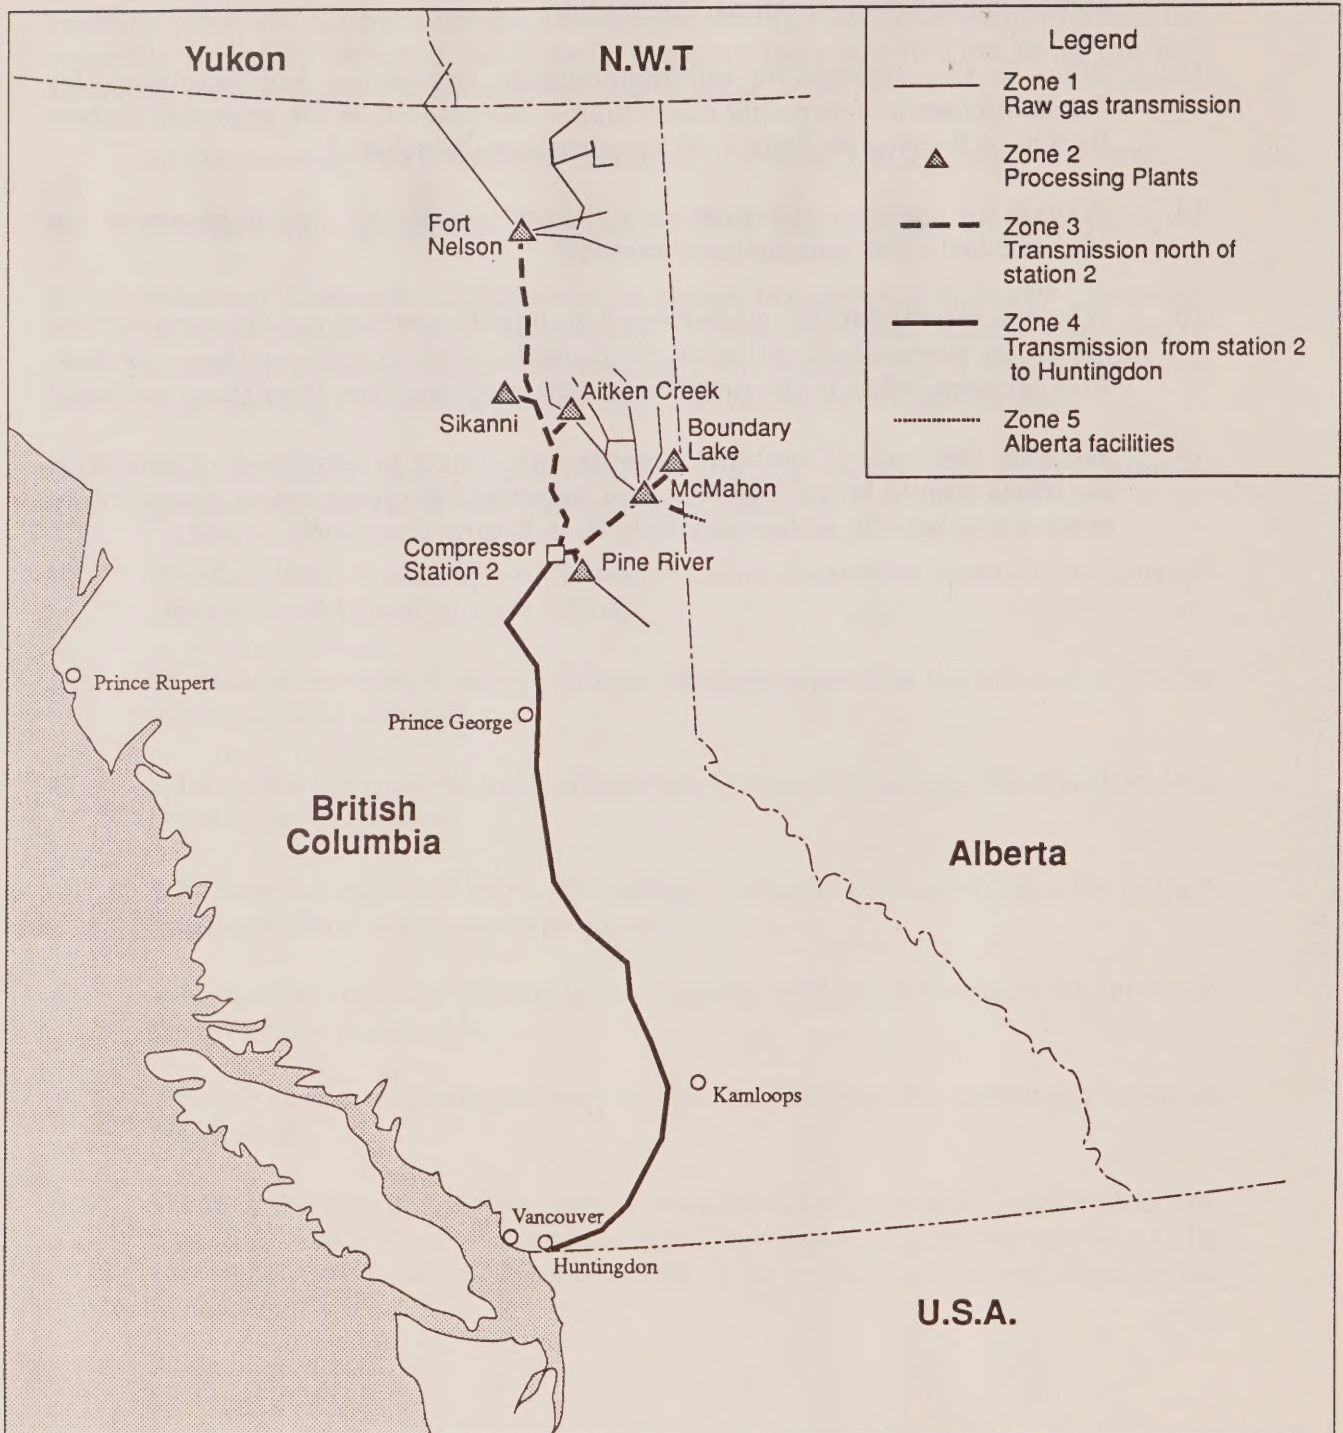 Yukon
N.W.T
Legend
Zone 1
Raw gas transmission
Zone 2
Processing Plants
Zone 3
Transmission north of
station 2
Zone 4
Transmission from station 2
to Huntingdon
Zone 5
Alberta facilities
Fort
Nelson
Sikanni
Aitken Creek
Boundary
Lake
McMahon
Compressor
Station 2
Pine River
Prince Rupert
Prince George
British
Columbia
Alberta
Kamloops
Vancouver
Huntingdon
U.S.A.